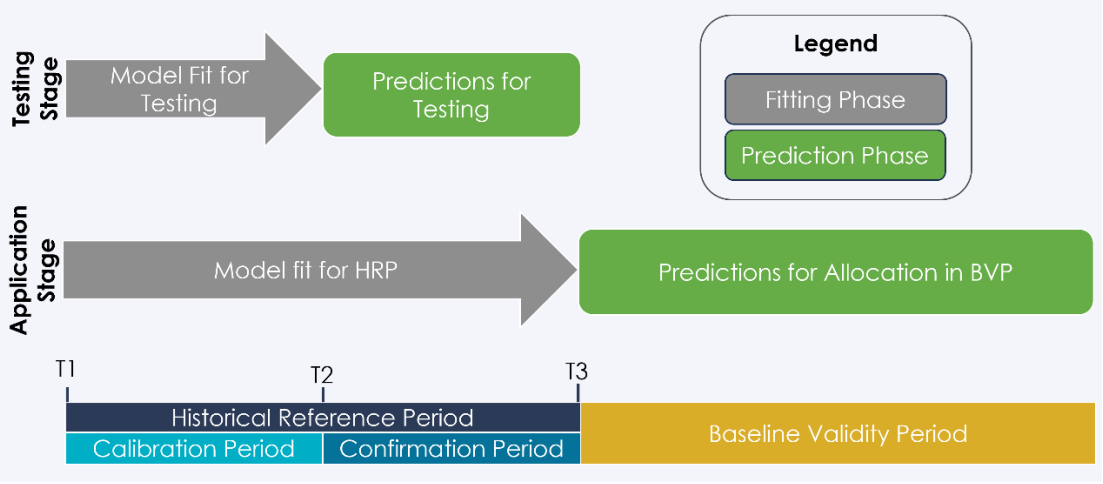 Testing
Stage
Model Fit for
Testing
Predictions for
Testing
Legend
Fitting Phase
Prediction Phase
Application
Stage
Model fit for HRP
Predictions for Allocation in BVP
T1
T2
T3
Historical Reference Period
Calibration Period
Confirmation Period
Baseline Validity Period